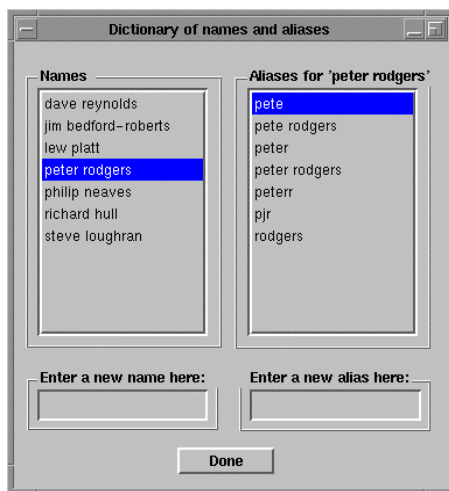 Dictionary of names and aliases
Names
dave reynolds
jim bedford-roberts
lew platt
peter rodgers
philip neaves
richard hull
steve loughran
Aliases for 'peter rodgers'
pete
pete rodgers
peter
peter rodgers
peterr
pjr
rodgers
Enter a new name here:
Enter a new alias here:
Done